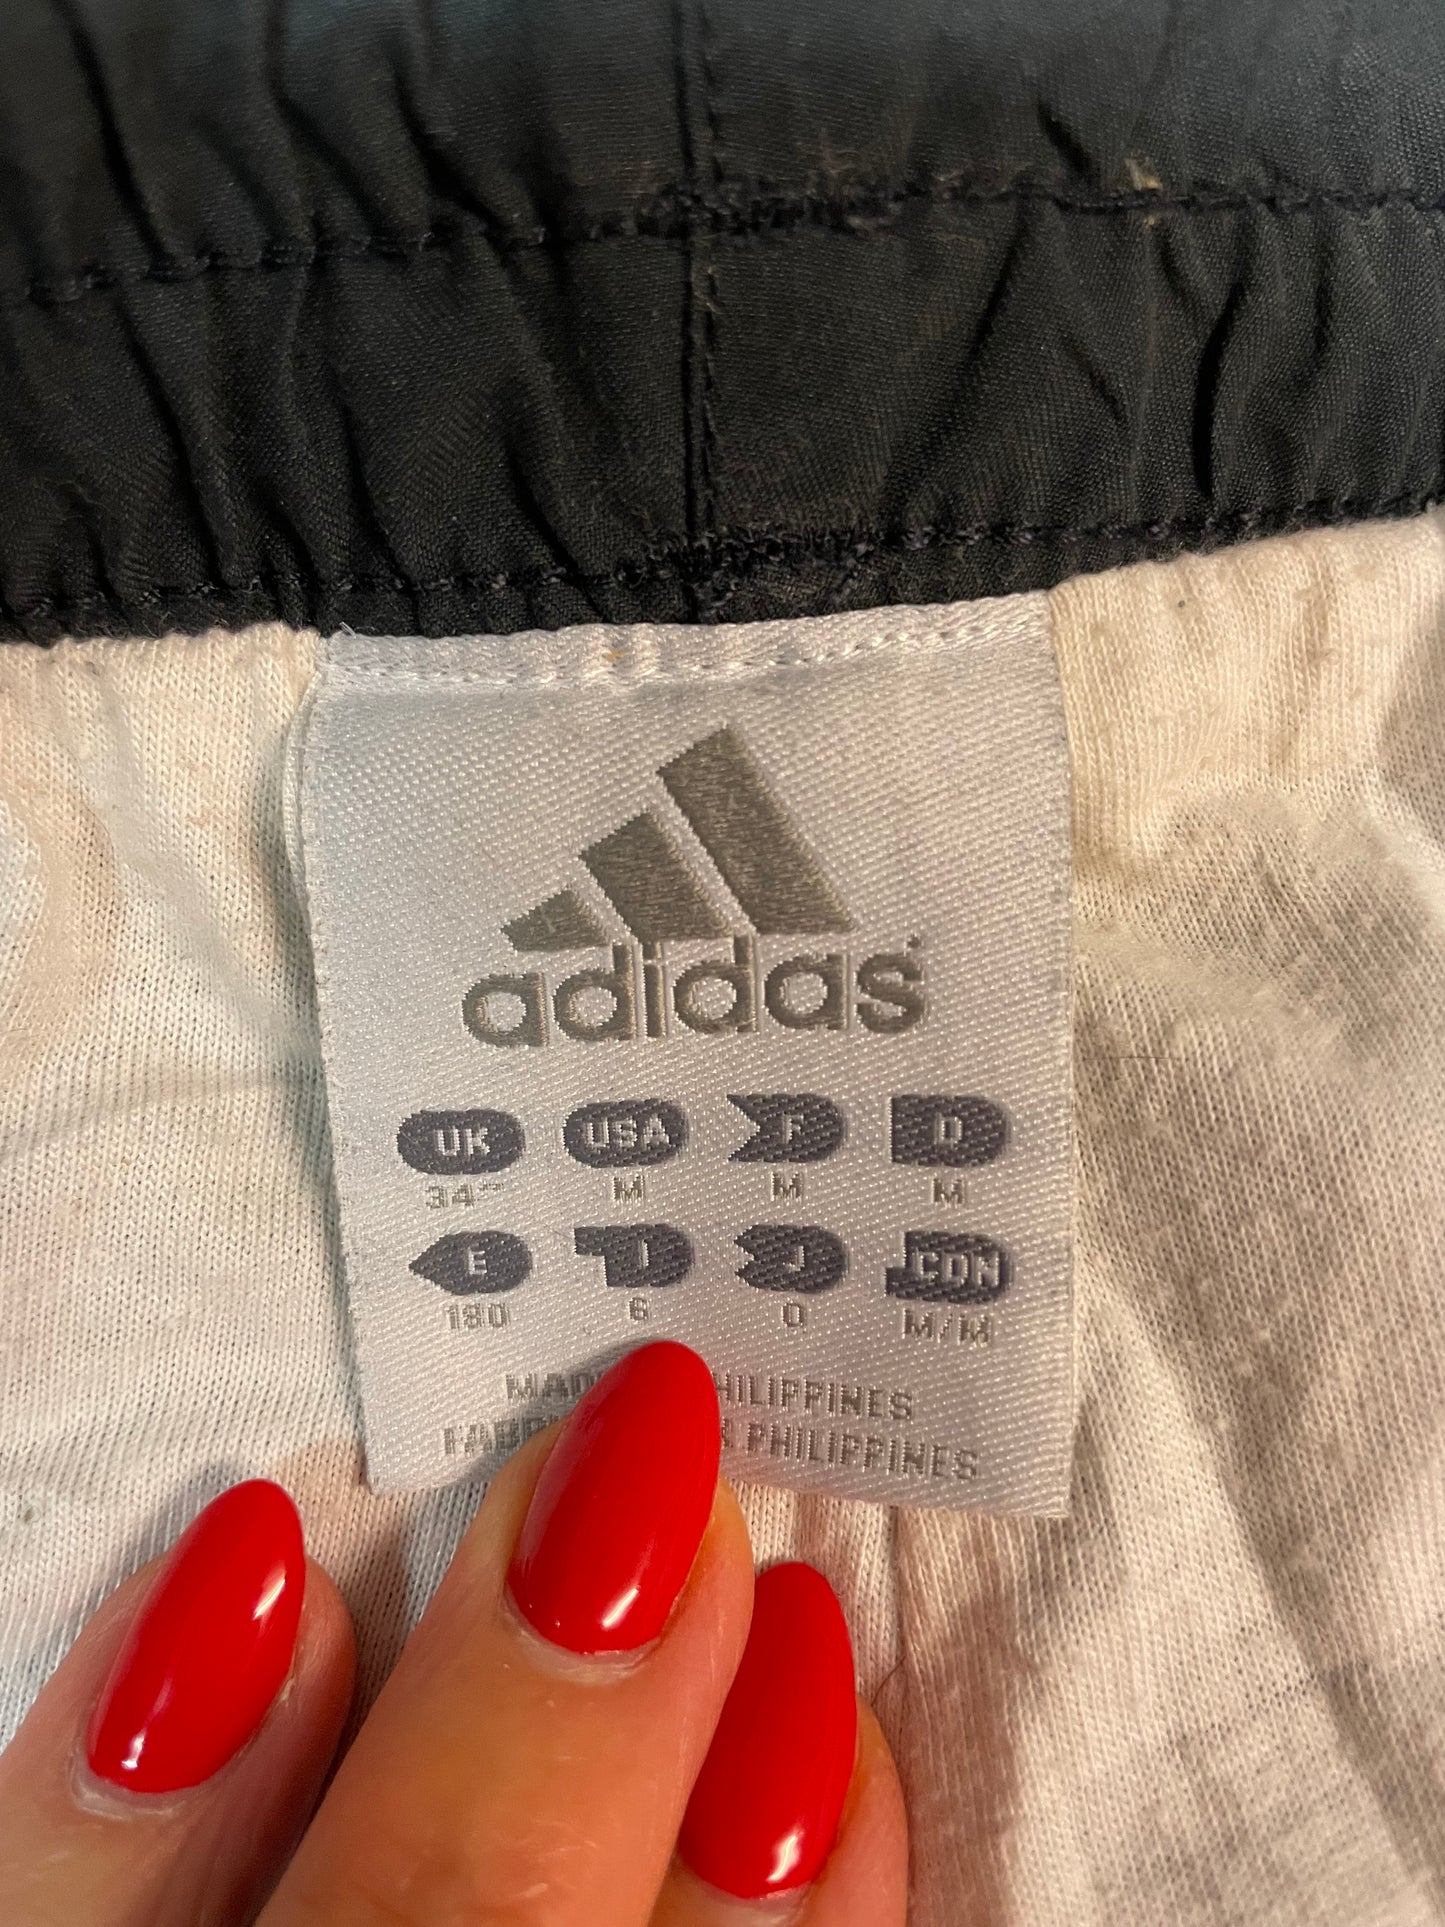 adidas
UK USA F D
34" M M M
E I J CDN
180 6 O M/M
PHILIPPINES
PHILIPPINES